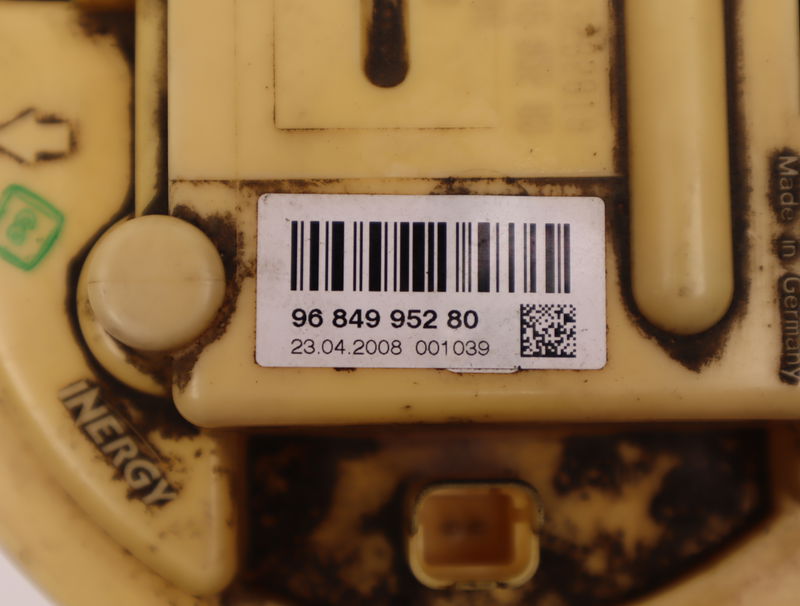 96 849 952 80
23.04.2008 001039
iNERGY
Made in Germany